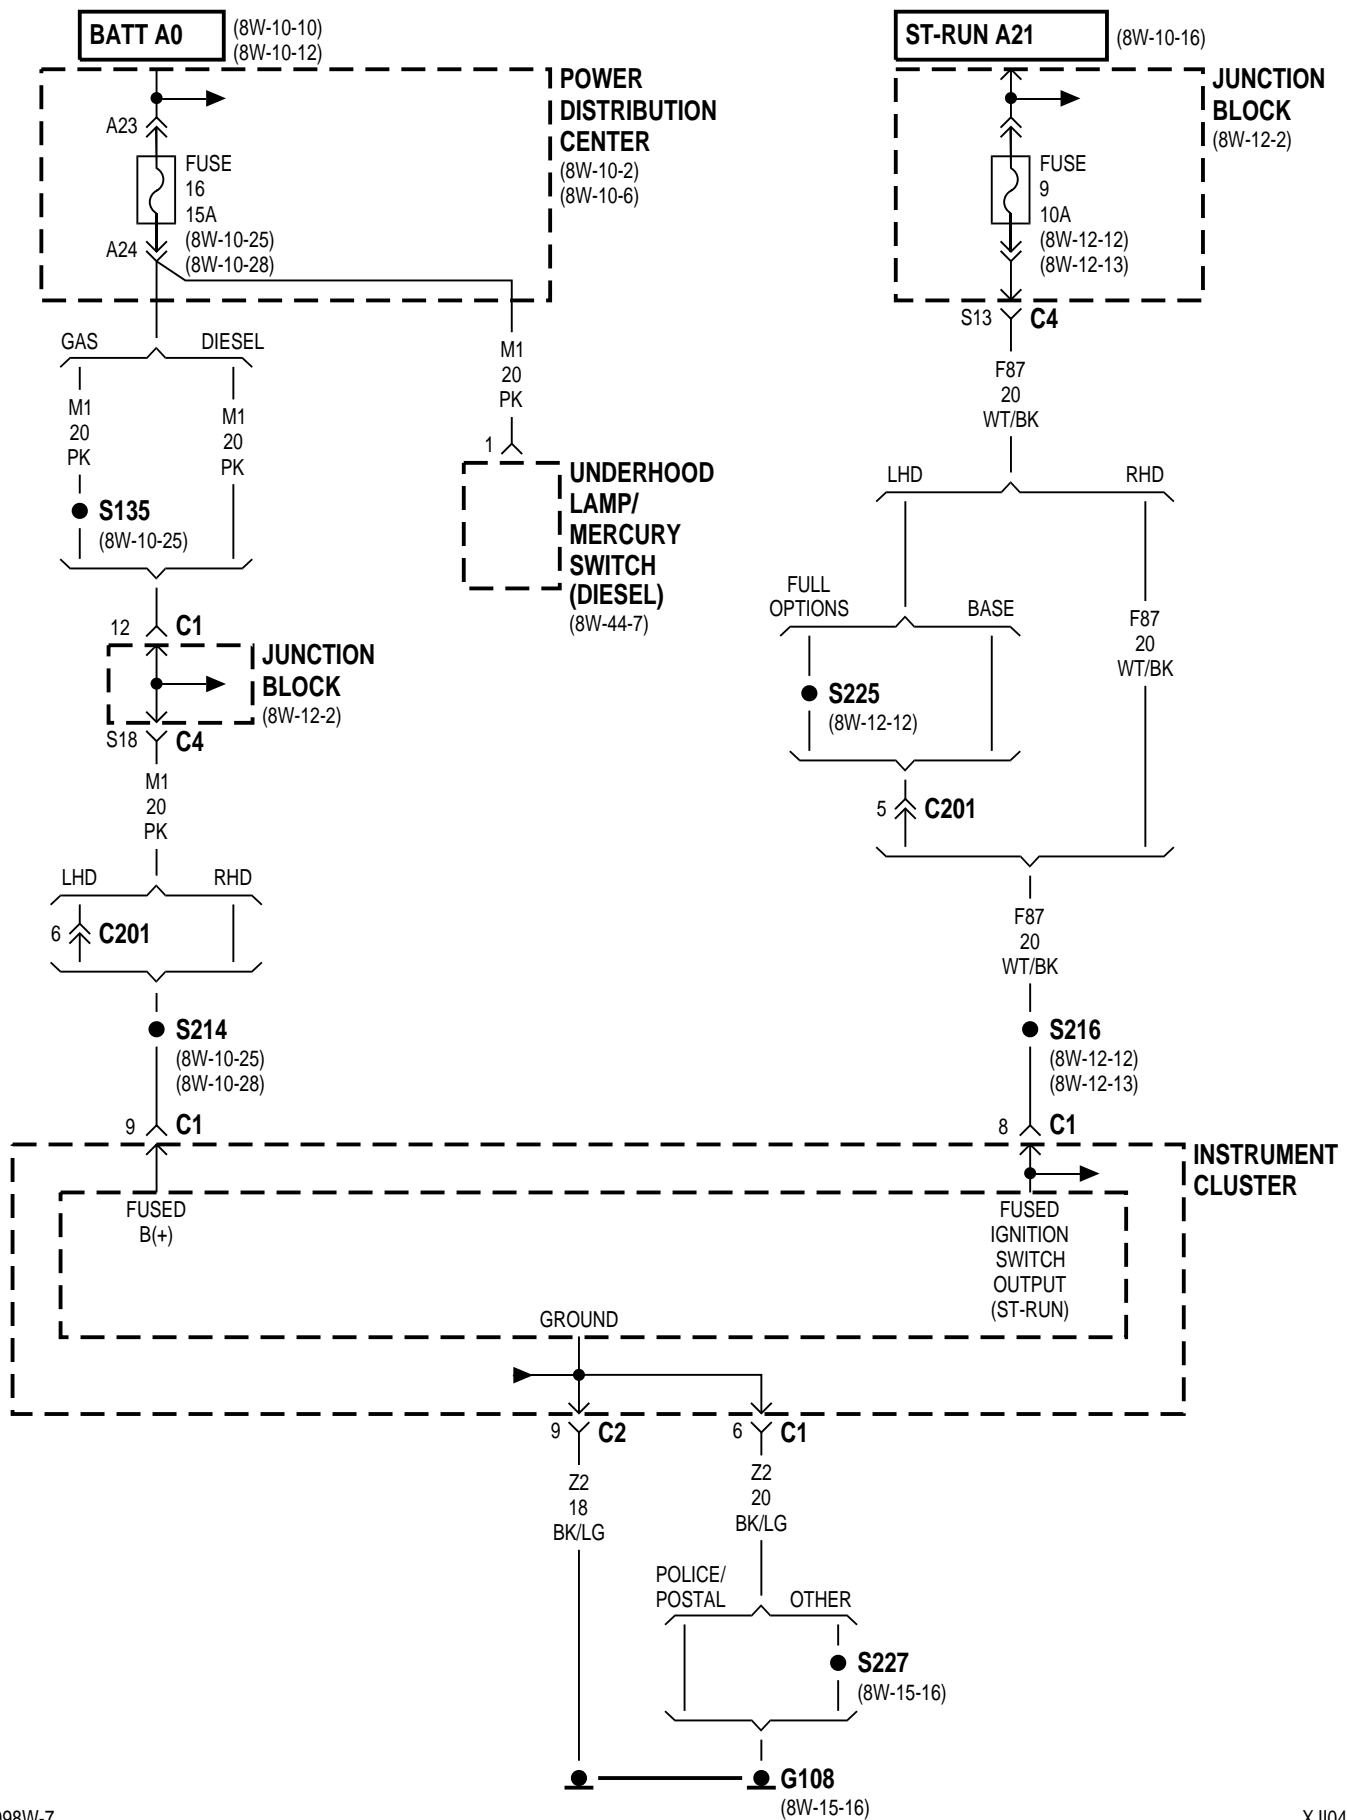 BATT A0
(8W-10-10)
(8W-10-12)
ST-RUN A21
(8W-10-16)
POWER
DISTRIBUTION
CENTER
(8W-10-2)
(8W-10-6)
A23
FUSE
16
15A
(8W-10-25)
(8W-10-28)
A24
JUNCTION
BLOCK
(8W-12-2)
FUSE
9
10A
(8W-12-12)
(8W-12-13)
S13
C4
GAS
DIESEL
M1
20
PK
M1
20
PK
M1
20
PK
F87
20
WT/BK
S135
(8W-10-25)
1
UNDERHOOD
LAMP/
MERCURY
SWITCH
(DIESEL)
(8W-44-7)
LHD
RHD
FULL
OPTIONS
BASE
F87
20
WT/BK
12
C1
JUNCTION
BLOCK
(8W-12-2)
S18
C4
S225
(8W-12-12)
M1
20
PK
5
C201
LHD
RHD
6
C201
F87
20
WT/BK
S214
(8W-10-25)
(8W-10-28)
S216
(8W-12-12)
(8W-12-13)
9
C1
8
C1
INSTRUMENT
CLUSTER
FUSED
B(+)
FUSED
IGNITION
SWITCH
OUTPUT
(ST-RUN)
GROUND
9
C2
6
C1
Z2
18
BK/LG
Z2
20
BK/LG
POLICE/
POSTAL
OTHER
S227
(8W-15-16)
G108
(8W-15-16)